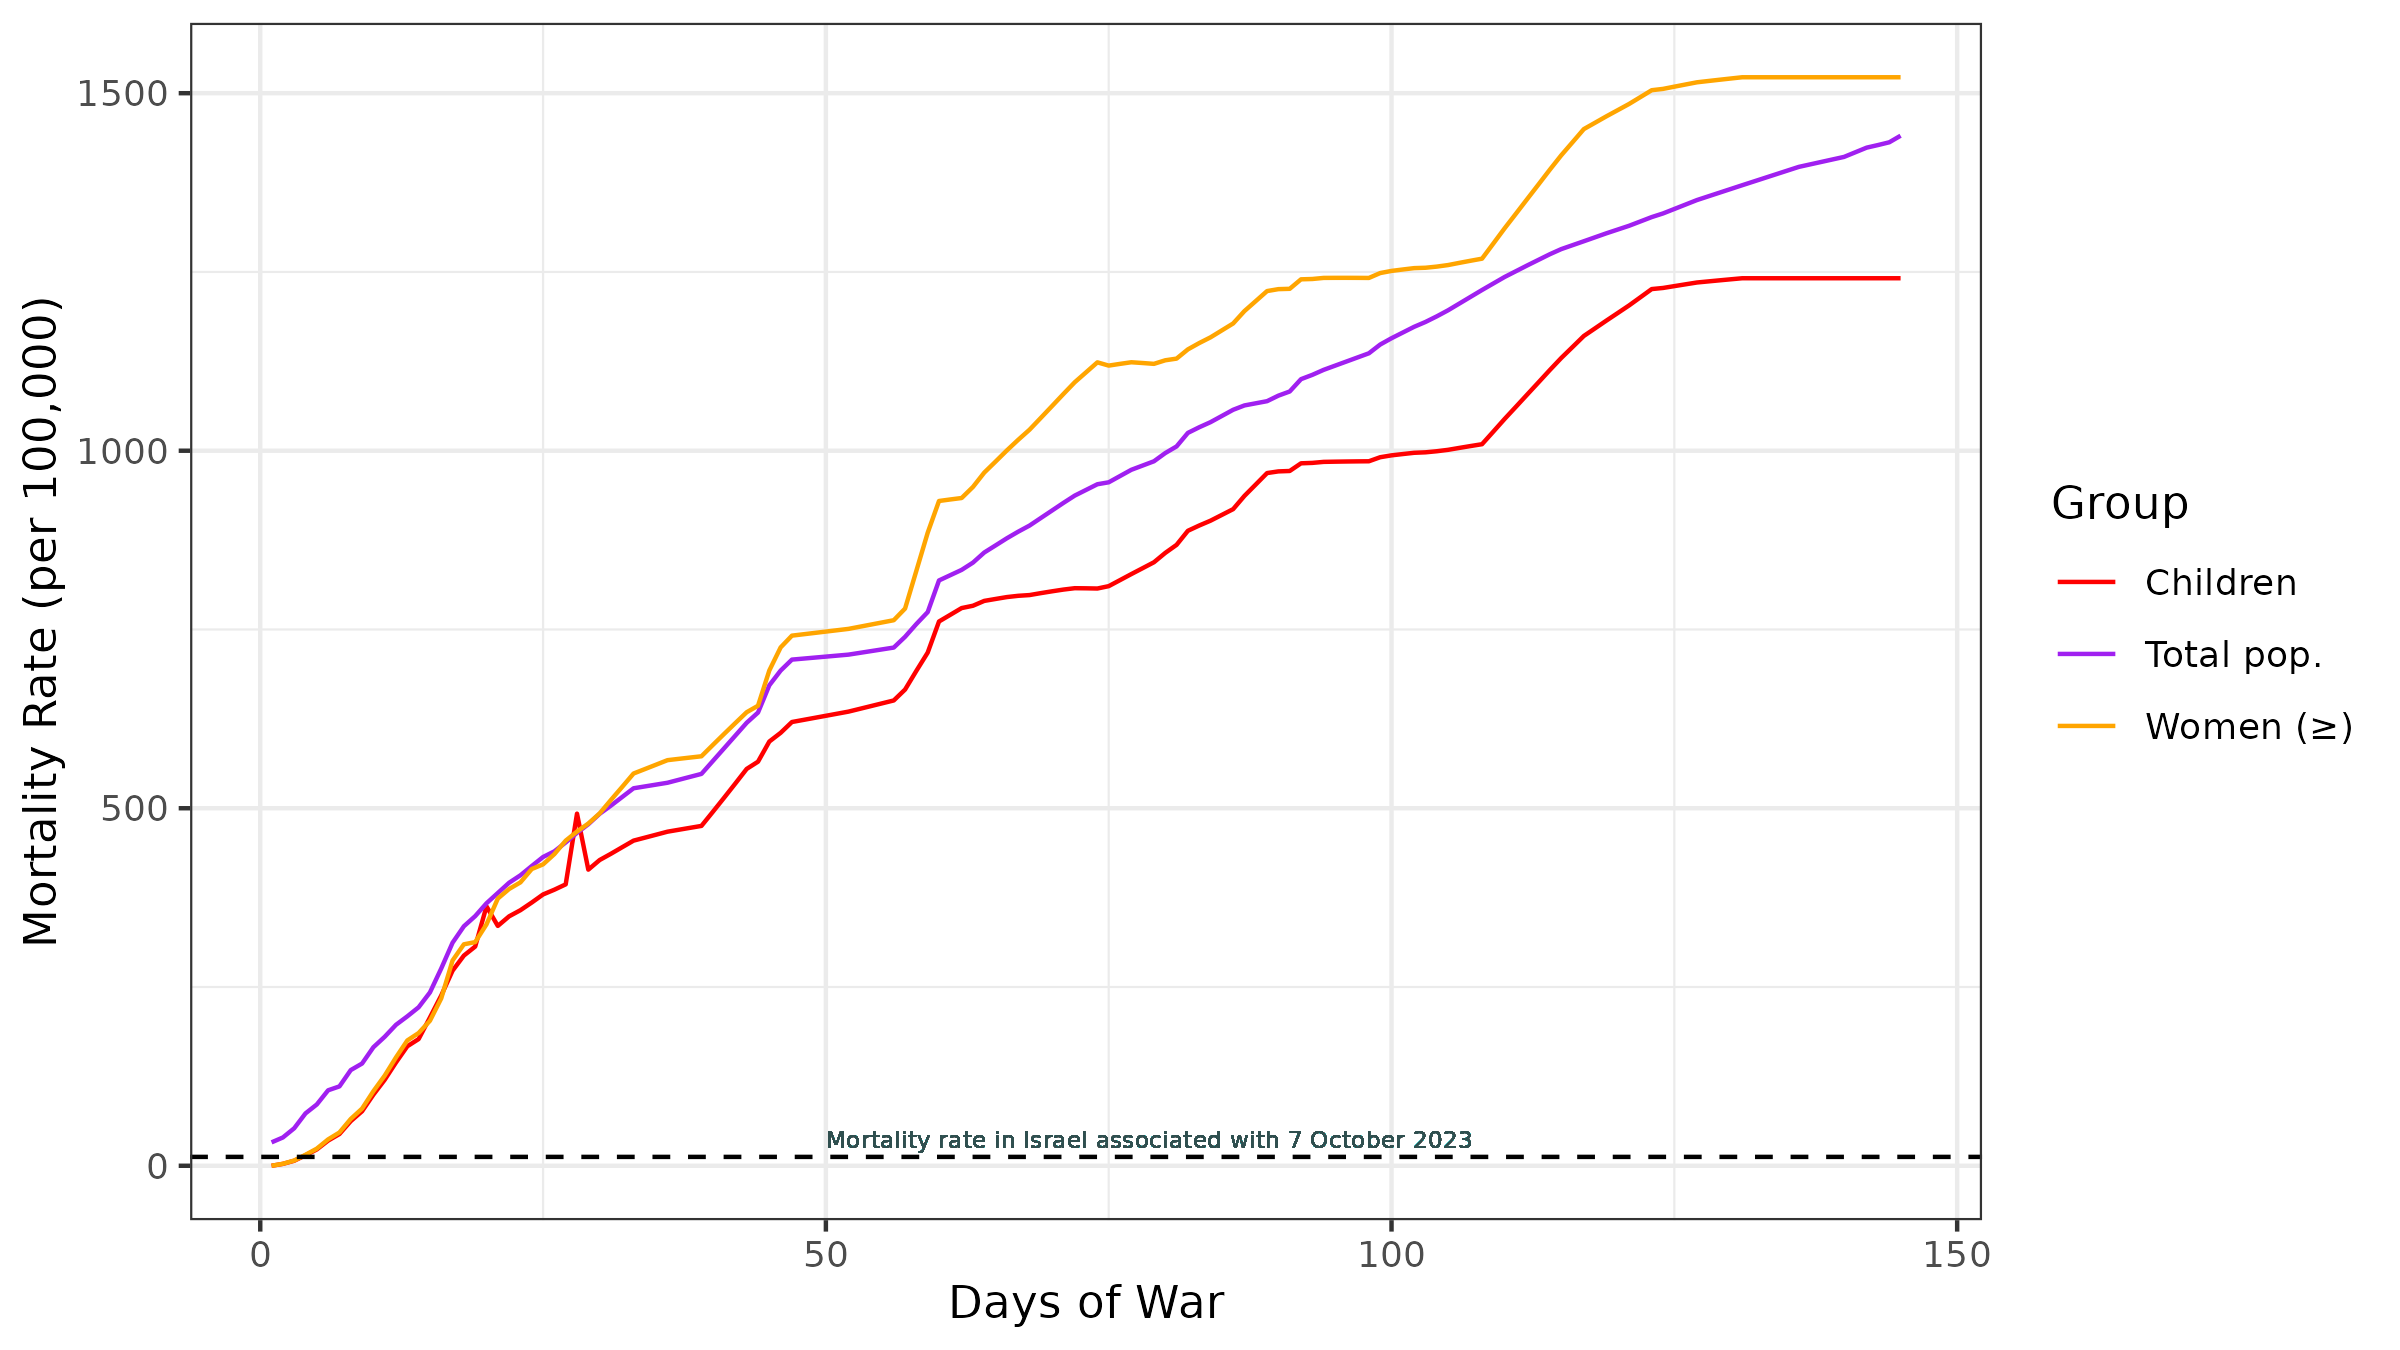 1500
1000
500
0
Mortality Rate (per 100,000)
Mortality rate in Israel associated with 7 October 2023
0 50 100 150
Days of War
Group
Children
Total pop.
Women (≥)